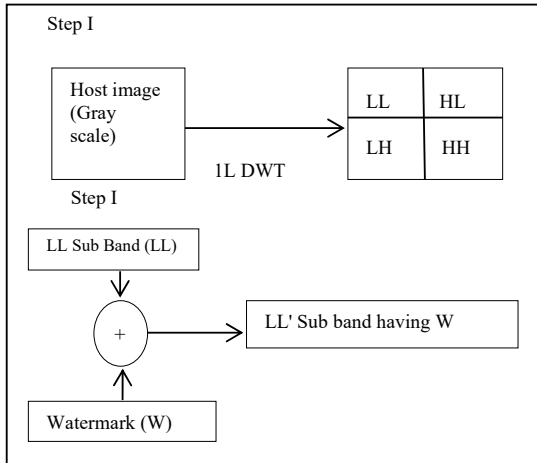 Step I
Host image
(Gray
scale)
LL HL
LH HH
1L DWT
Step I
LL Sub Band (LL)
+
LL' Sub band having W
Watermark (W)